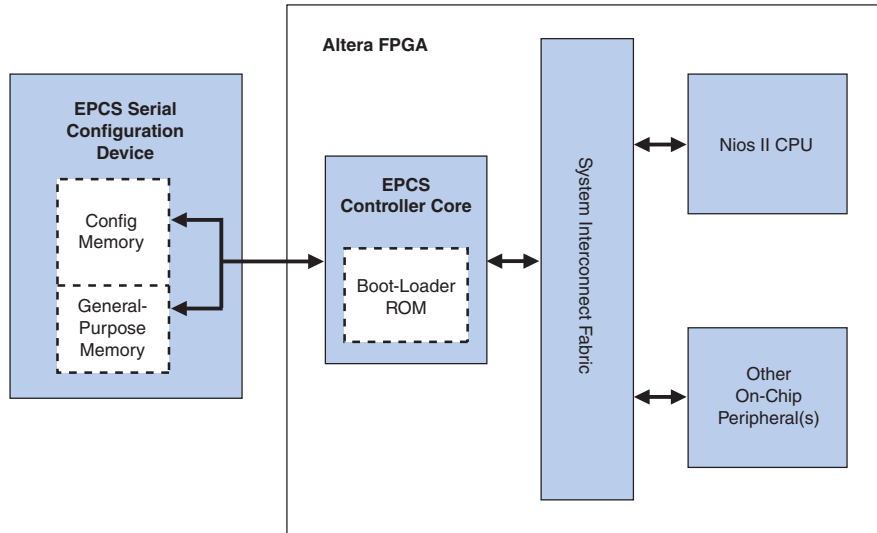 Altera FPGA
EPCS Serial
Configuration
Device
Config
Memory
General-
Purpose
Memory
EPCS
Controller Core
Boot-Loader
ROM
System Interconnect Fabric
Nios II CPU
Other
On-Chip
Peripheral(s)